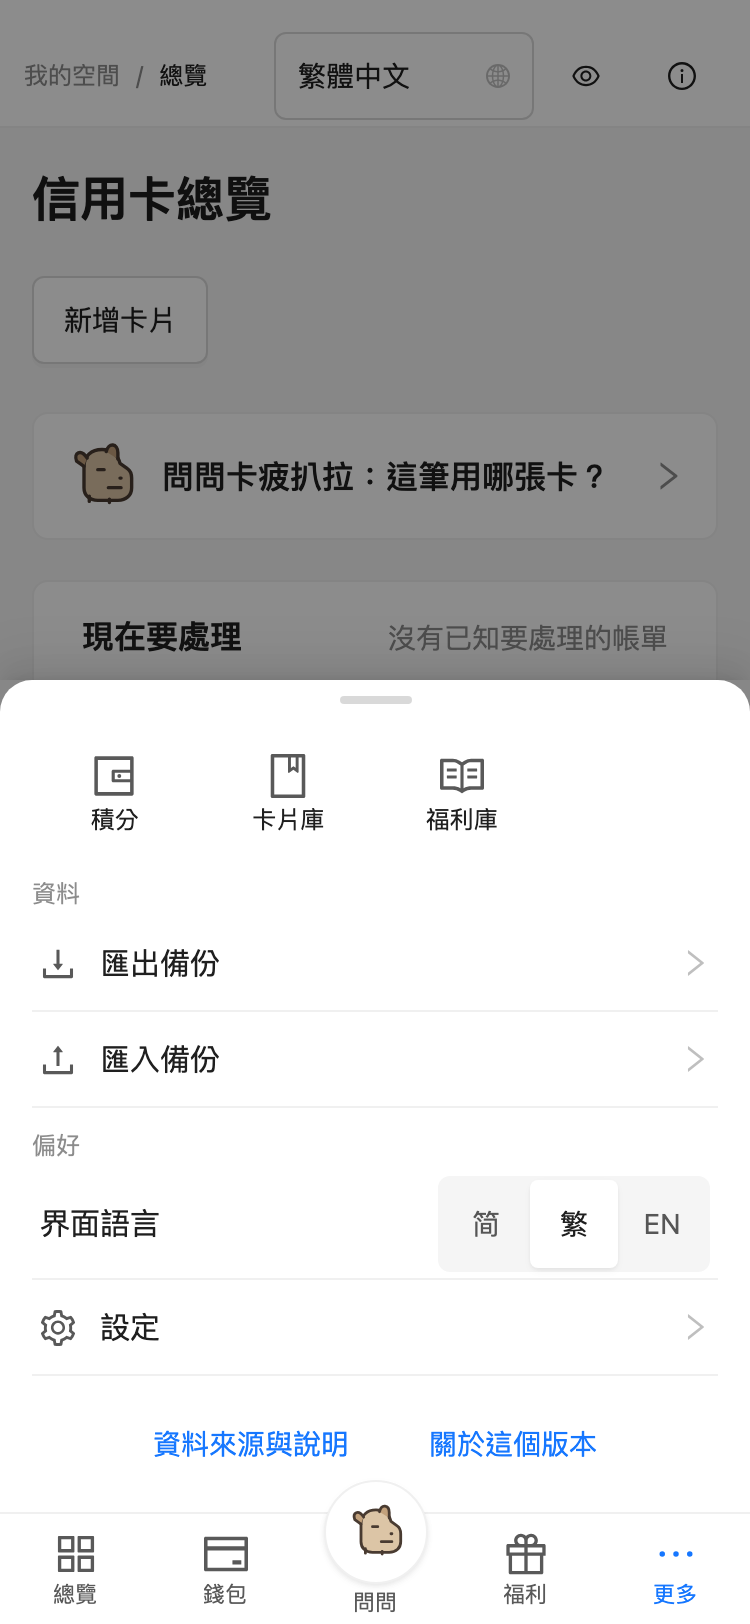 我的空間 / 總覽
繁體中文
信用卡總覽
新增卡片
問問卡疲扒拉：這筆用哪張卡？
現在要處理
沒有已知要處理的帳單
積分
卡片庫
福利庫
資料
匯出備份
匯入備份
偏好
界面語言
简
繁
EN
設定
資料來源與說明
關於這個版本
總覽
錢包
問問
福利
更多